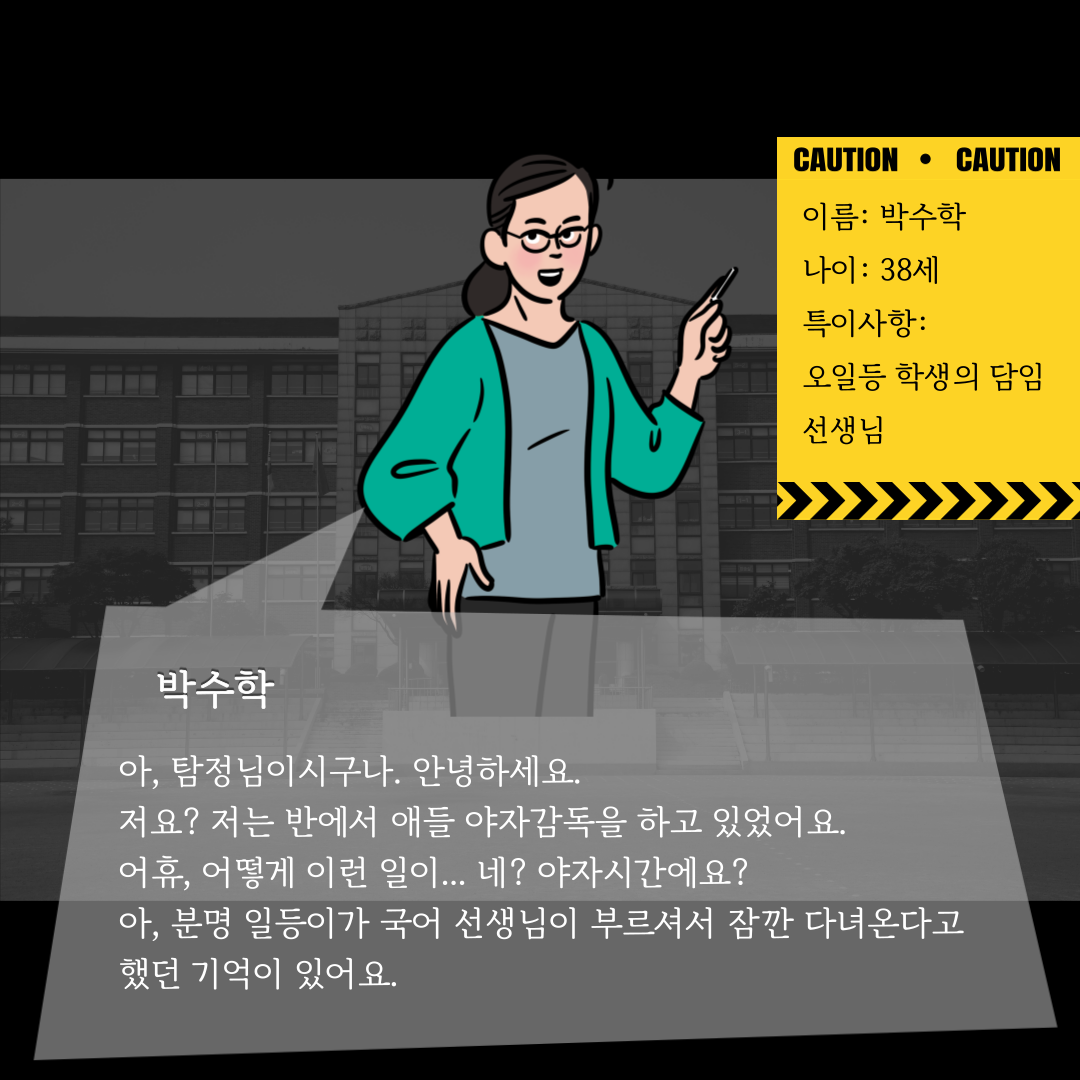 CAUTION • CAUTION
이름: 박수학
나이: 38세
특이사항:
오일등 학생의 담임
선생님
박수학
아, 탐정님이시구나. 안녕하세요.
저요? 저는 반에서 애들 야자감독을 하고 있었어요.
어휴, 어떻게 이런 일이... 네? 야자시간에요?
아, 분명 일등이가 국어 선생님이 부르셔서 잠깐 다녀온다고
했던 기억이 있어요.